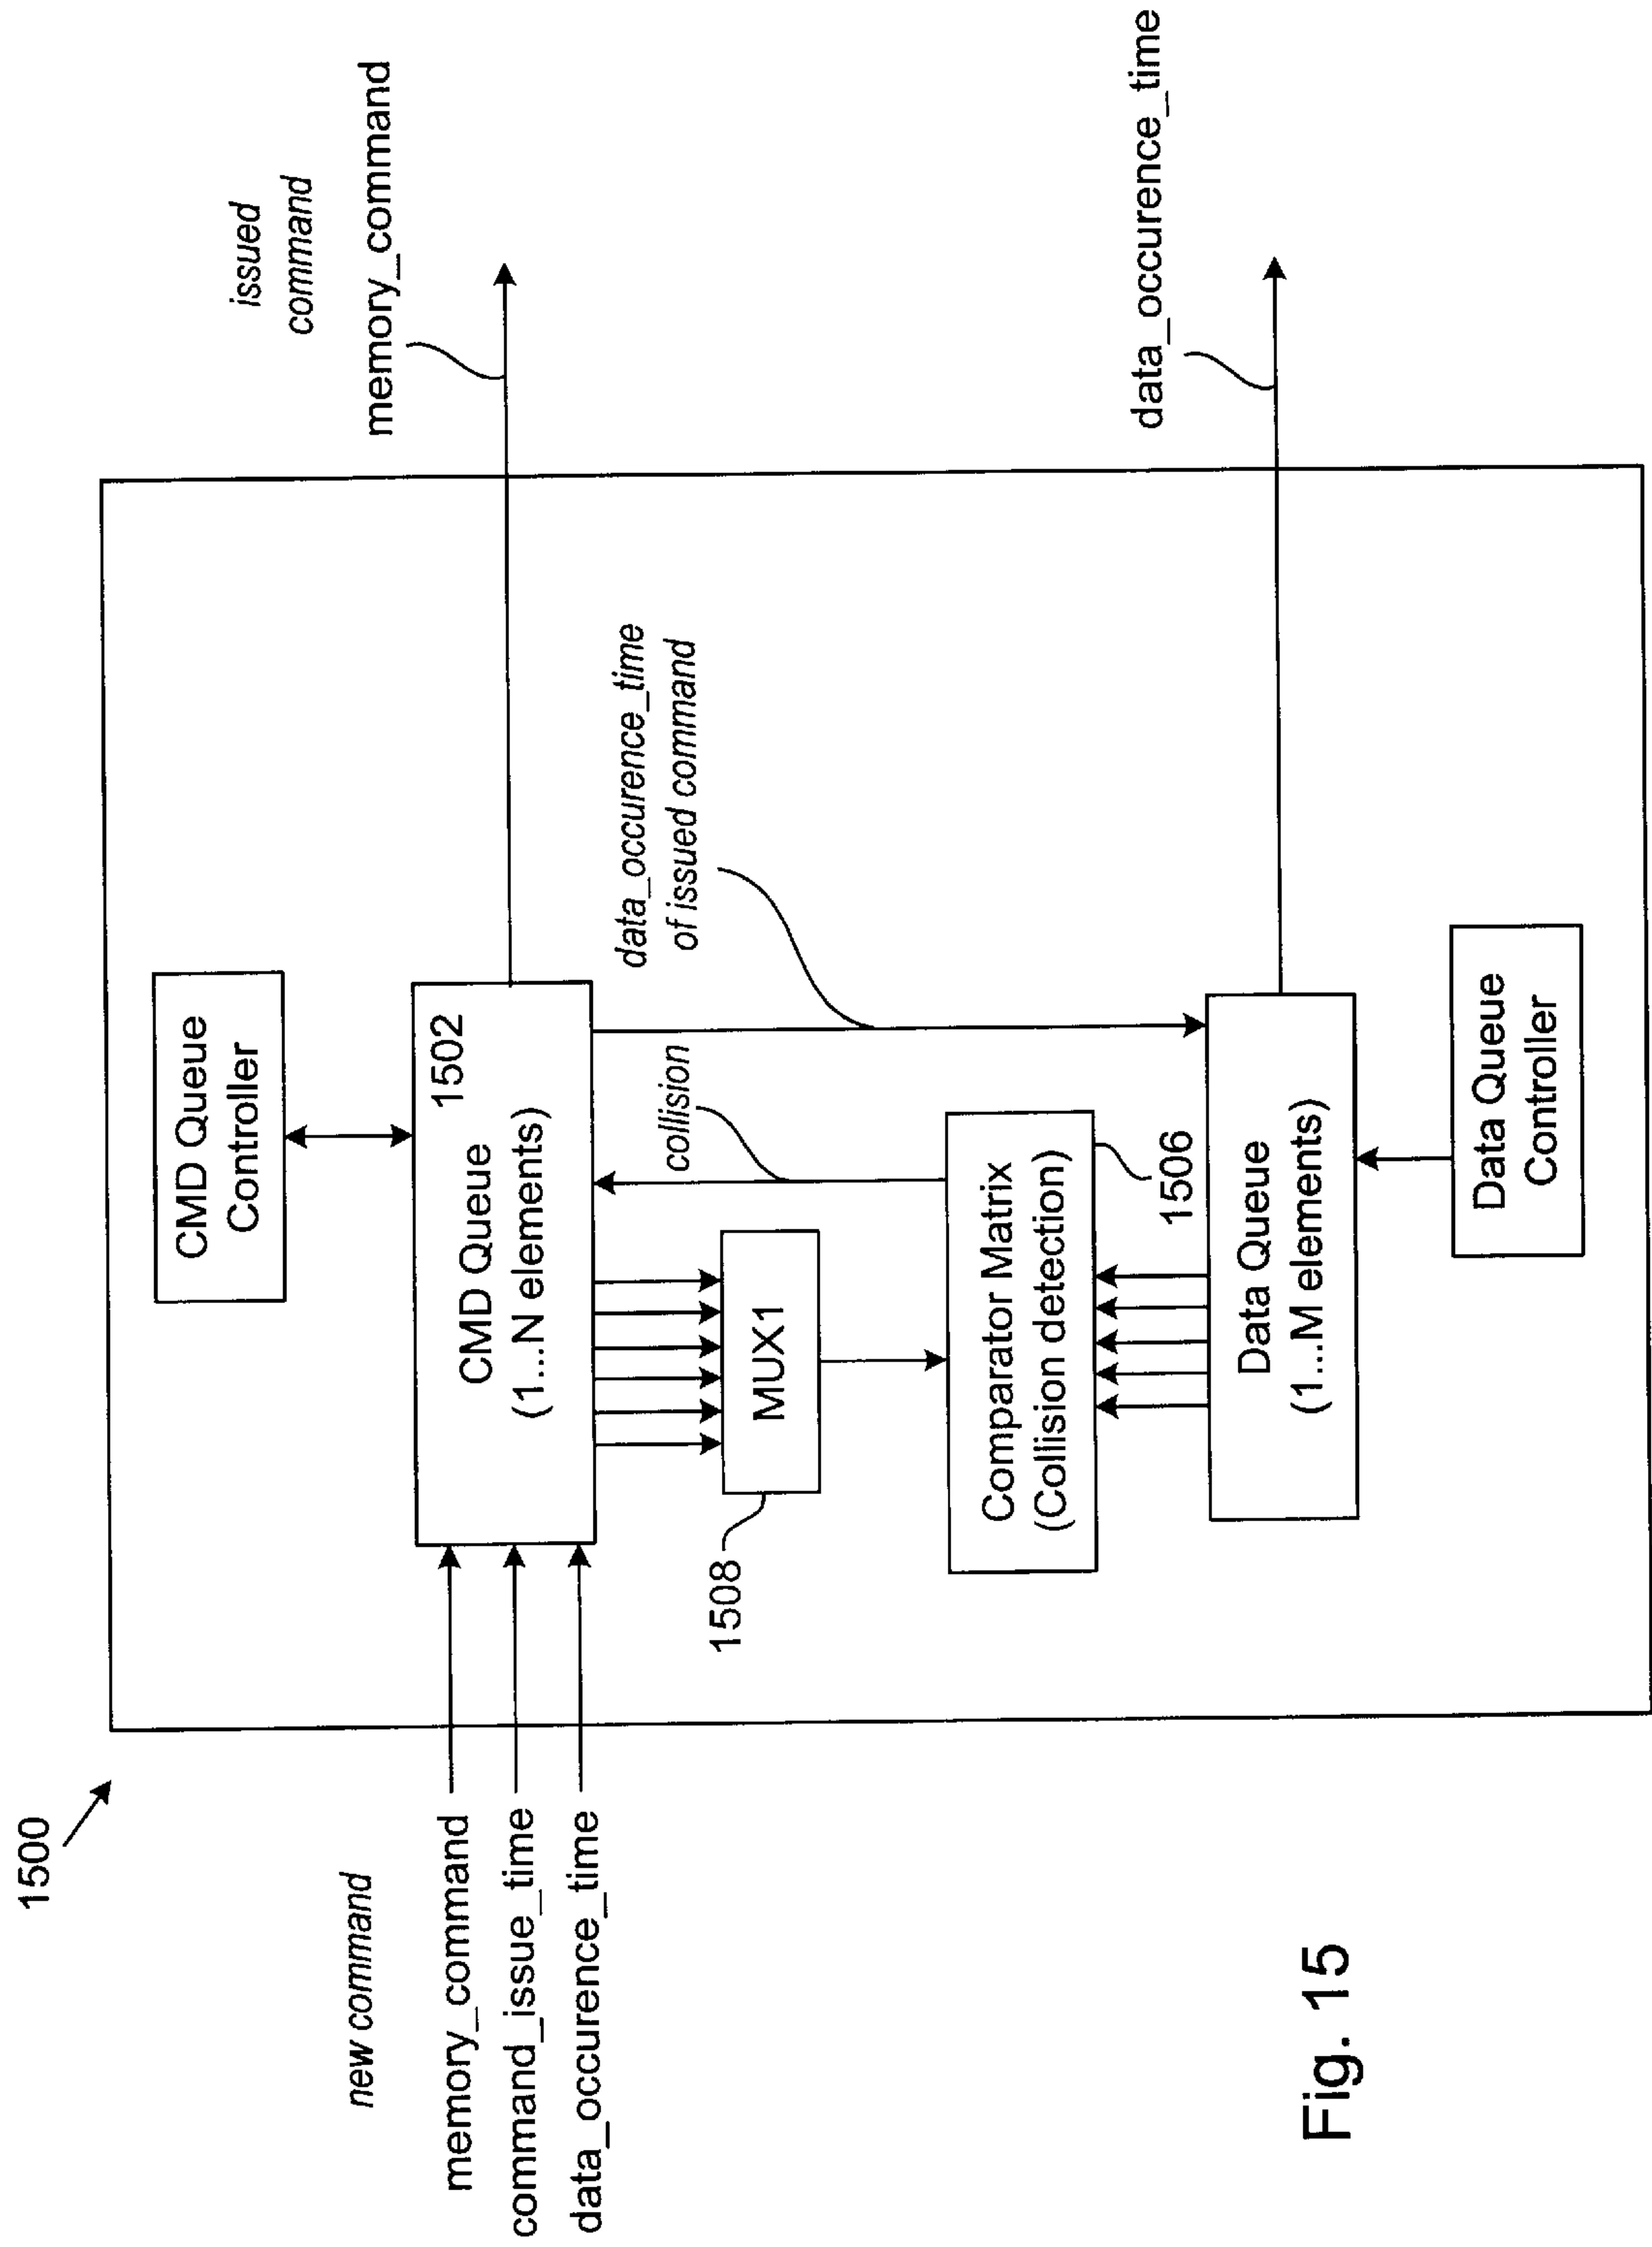 1500
new command
memory_command
command_issue_time
data_occurence_time
CMD Queue
Controller
1502
CMD Queue
(1...N elements)
issued
command
memory_command
1508
MUX1
collision
data_occurence_time
of issued command
Comparator Matrix
(Collision detection)
1506
Data Queue
(1...M elements)
data_occurence_time
Data Queue
Controller
Fig. 15